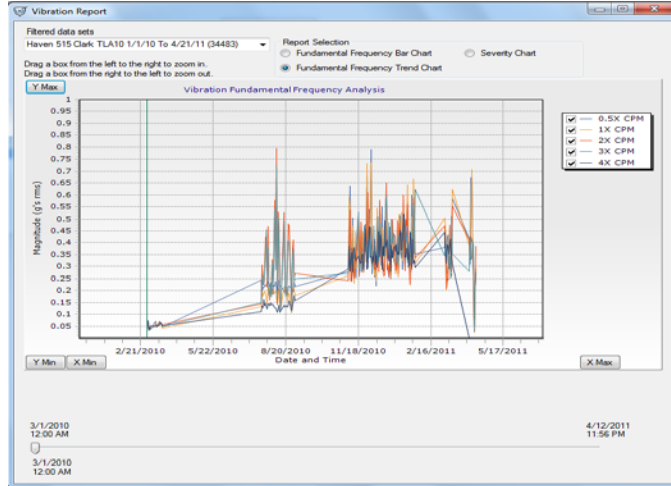 Vibration Report
Filtered data sets
Haven 515 Clark TLA10 1/1/10 To 4/21/11 (34483)
Report Selection
Fundamental Frequency Bar Chart
Severity Chart
Fundamental Frequency Trend Chart
Drag a box from the left to the right to zoom in.
Drag a box from the right to the left to zoom out.
Y Max
Vibration Fundamental Frequency Analysis
1
0.95
0.9
0.85
0.8
0.75
0.7
0.65
0.6
0.55
0.5
0.45
0.4
0.35
0.3
0.25
0.2
0.15
0.1
0.05
Magnitude (g's rms)
0.5X CPM
1X CPM
2X CPM
3X CPM
4X CPM
2/21/2010
5/22/2010
8/20/2010
11/18/2010
2/16/2011
5/17/2011
Date and Time
Y Min
X Min
X Max
3/1/2010
12:00 AM
4/12/2011
11:56 PM
3/1/2010
12:00 AM